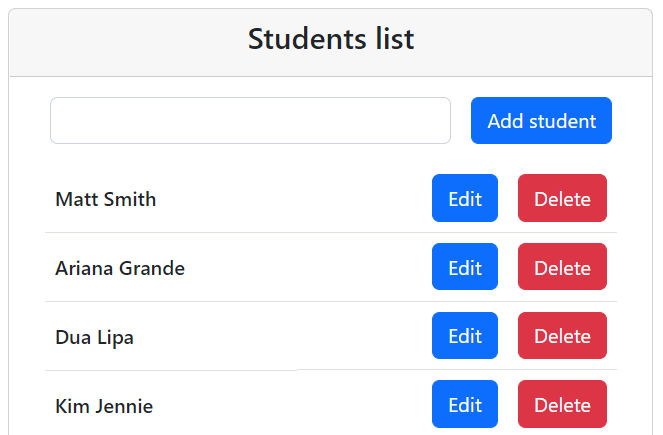 Students list
Add student
Matt Smith Edit Delete
Ariana Grande Edit Delete
Dua Lipa Edit Delete
Kim Jennie Edit Delete